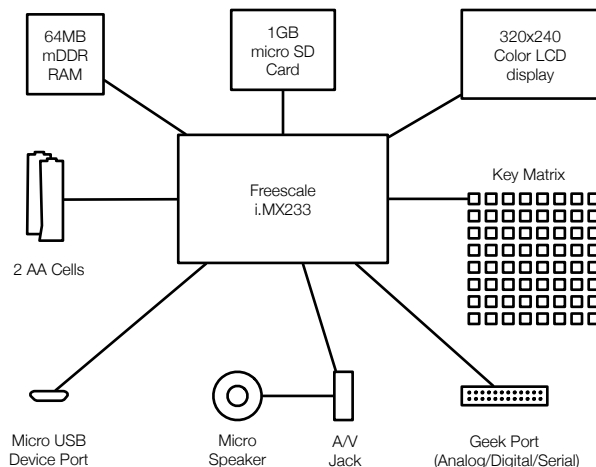 64MB
mDDR
RAM
1GB
micro SD
Card
320x240
Color LCD
display
Freescale
i.MX233
Key Matrix
2 AA Cells
Micro USB
Device Port
Micro
Speaker
A/V
Jack
Geek Port
(Analog/Digital/Serial)